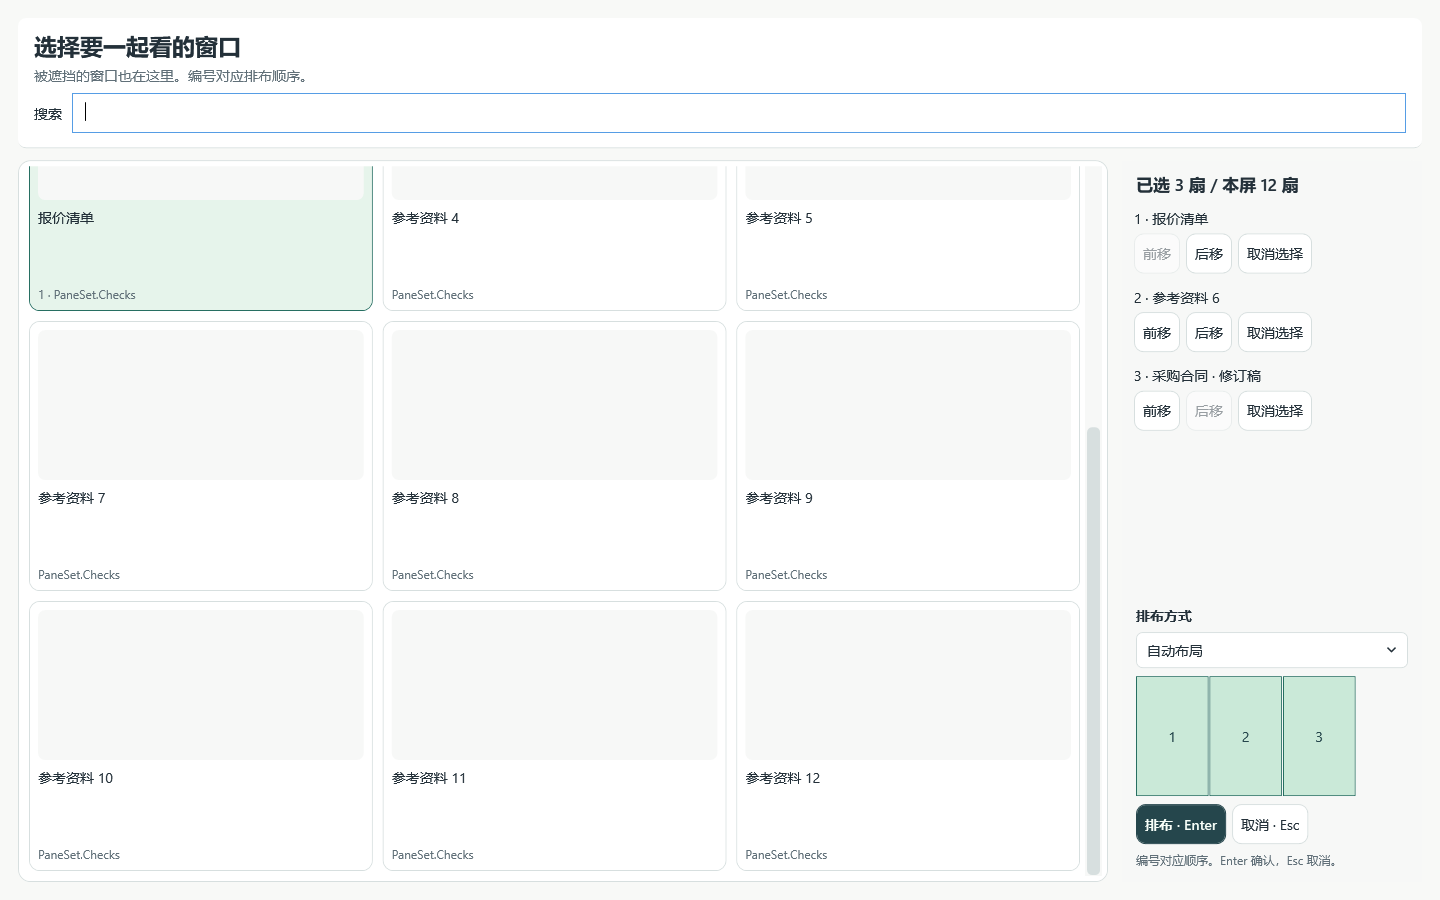 选择要一起看的窗口
被遮挡的窗口也在这里。编号对应排布顺序。
搜索
报价清单
1 · PaneSet.Checks
参考资料 4
PaneSet.Checks
参考资料 5
PaneSet.Checks
参考资料 7
PaneSet.Checks
参考资料 8
PaneSet.Checks
参考资料 9
PaneSet.Checks
参考资料 10
PaneSet.Checks
参考资料 11
PaneSet.Checks
参考资料 12
PaneSet.Checks
已选 3 扇 / 本屏 12 扇
1 · 报价清单
前移 后移 取消选择
2 · 参考资料 6
前移 后移 取消选择
3 · 采购合同 · 修订稿
前移 后移 取消选择
排布方式
自动布局
1 2 3
排布 · Enter 取消 · Esc
编号对应顺序。Enter 确认，Esc 取消。